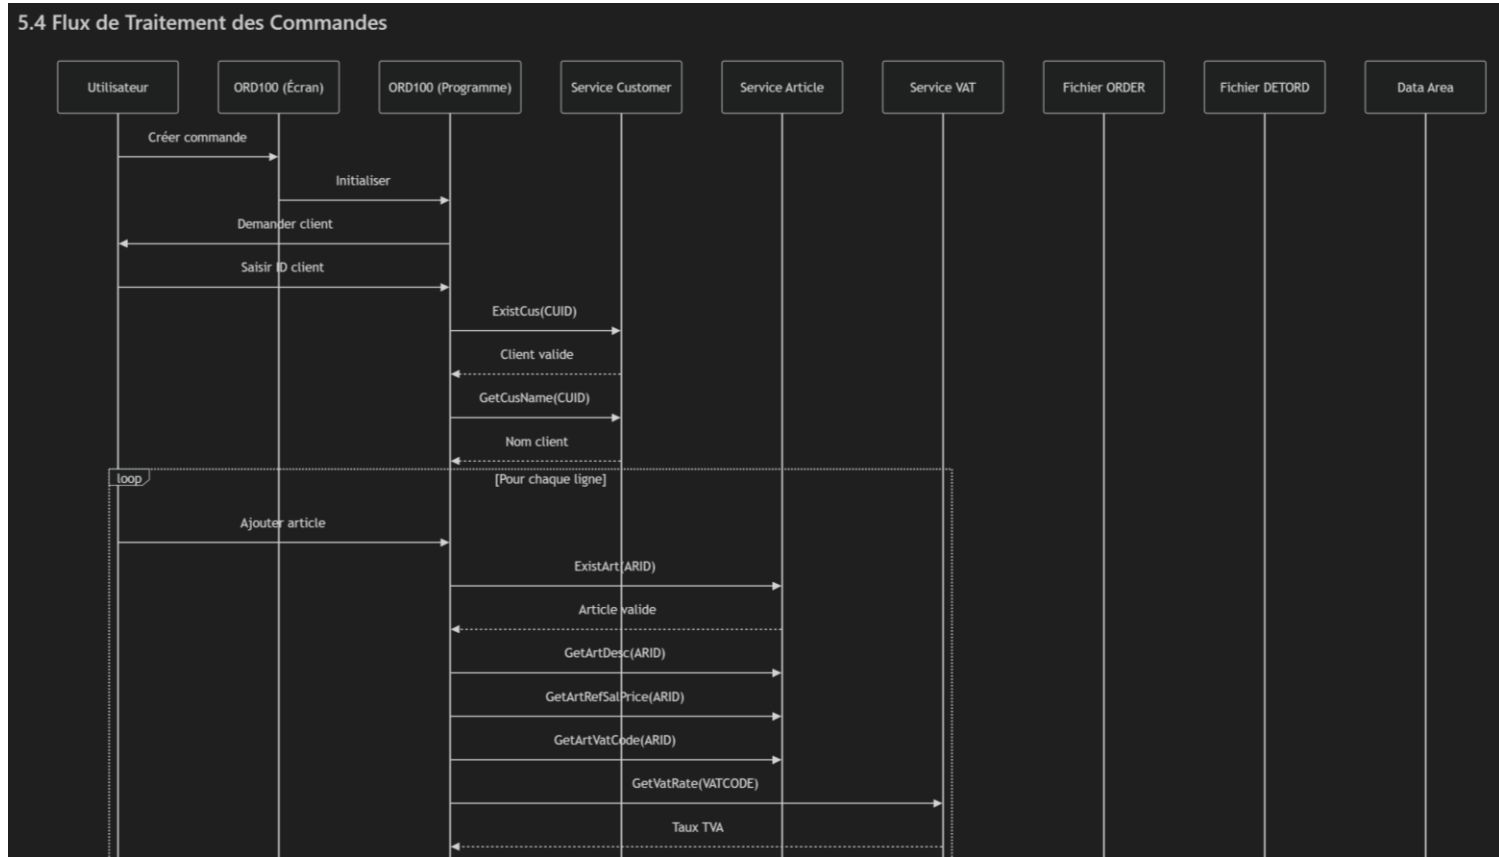 5.4 Flux de Traitement des Commandes
Utilisateur
ORD100 (Écran)
ORD100 (Programme)
Service Customer
Service Article
Service VAT
Fichier ORDER
Fichier DETORD
Data Area
Créer commande
Initialiser
Demander client
Saisir ID client
ExistCus(CUID)
Client valide
GetCusName(CUID)
Nom client
loop
[Pour chaque ligne]
Ajouter article
ExistArt(ARID)
Article valide
GetArtDesc(ARID)
GetArtRefSalPrice(ARID)
GetArtVatCode(ARID)
GetVatRate(VATCODE)
Taux TVA